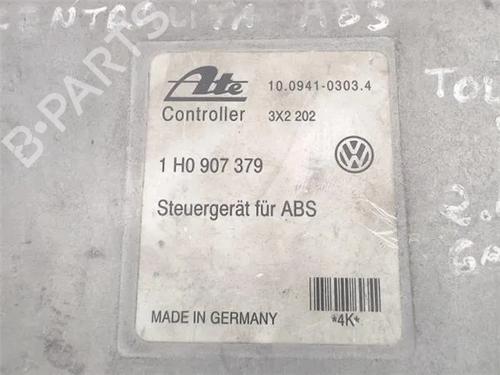 CENTRALITA ABS
Ate
10.0941-0303.4
Controller
3X2 202
1 H0 907 379
Steuergerät für ABS
MADE IN GERMANY
*4K*
B-PARTS